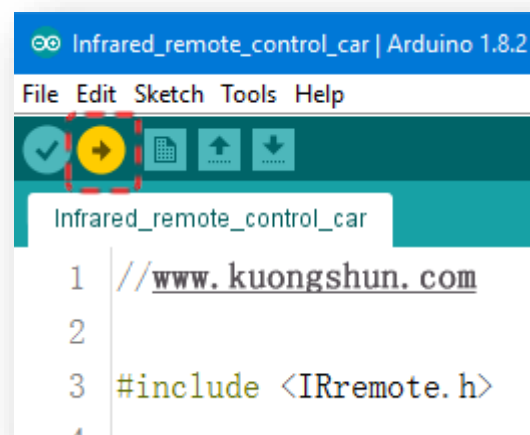 Infrared_remote_control_car | Arduino 1.8.2
File Edit Sketch Tools Help
Infrared_remote_control_car
1 //www.kuongshun.com
2
3 #include <IRremote.h>